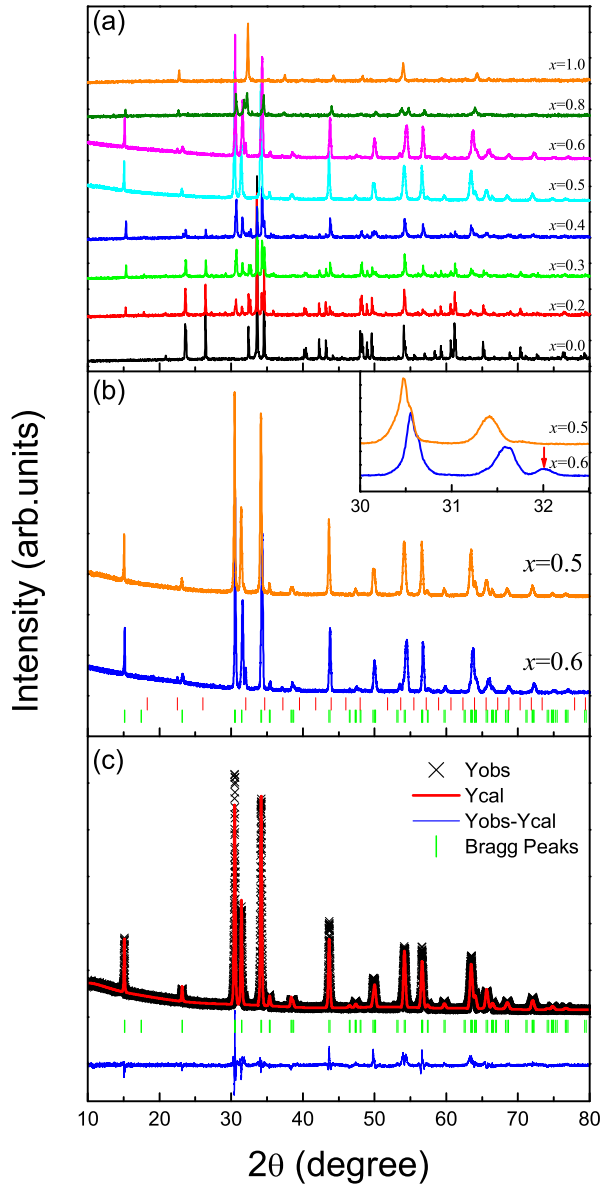 (a)
x=1.0
x=0.8
x=0.6
x=0.5
x=0.4
x=0.3
x=0.2
x=0.0
(b)
x=0.5
x=0.6
30 31 32
x=0.5
x=0.6
(c)
Yobs
Ycal
Yobs-Ycal
Bragg Peaks
10 20 30 40 50 60 70 80
2θ (degree)
Intensity (arb.units)